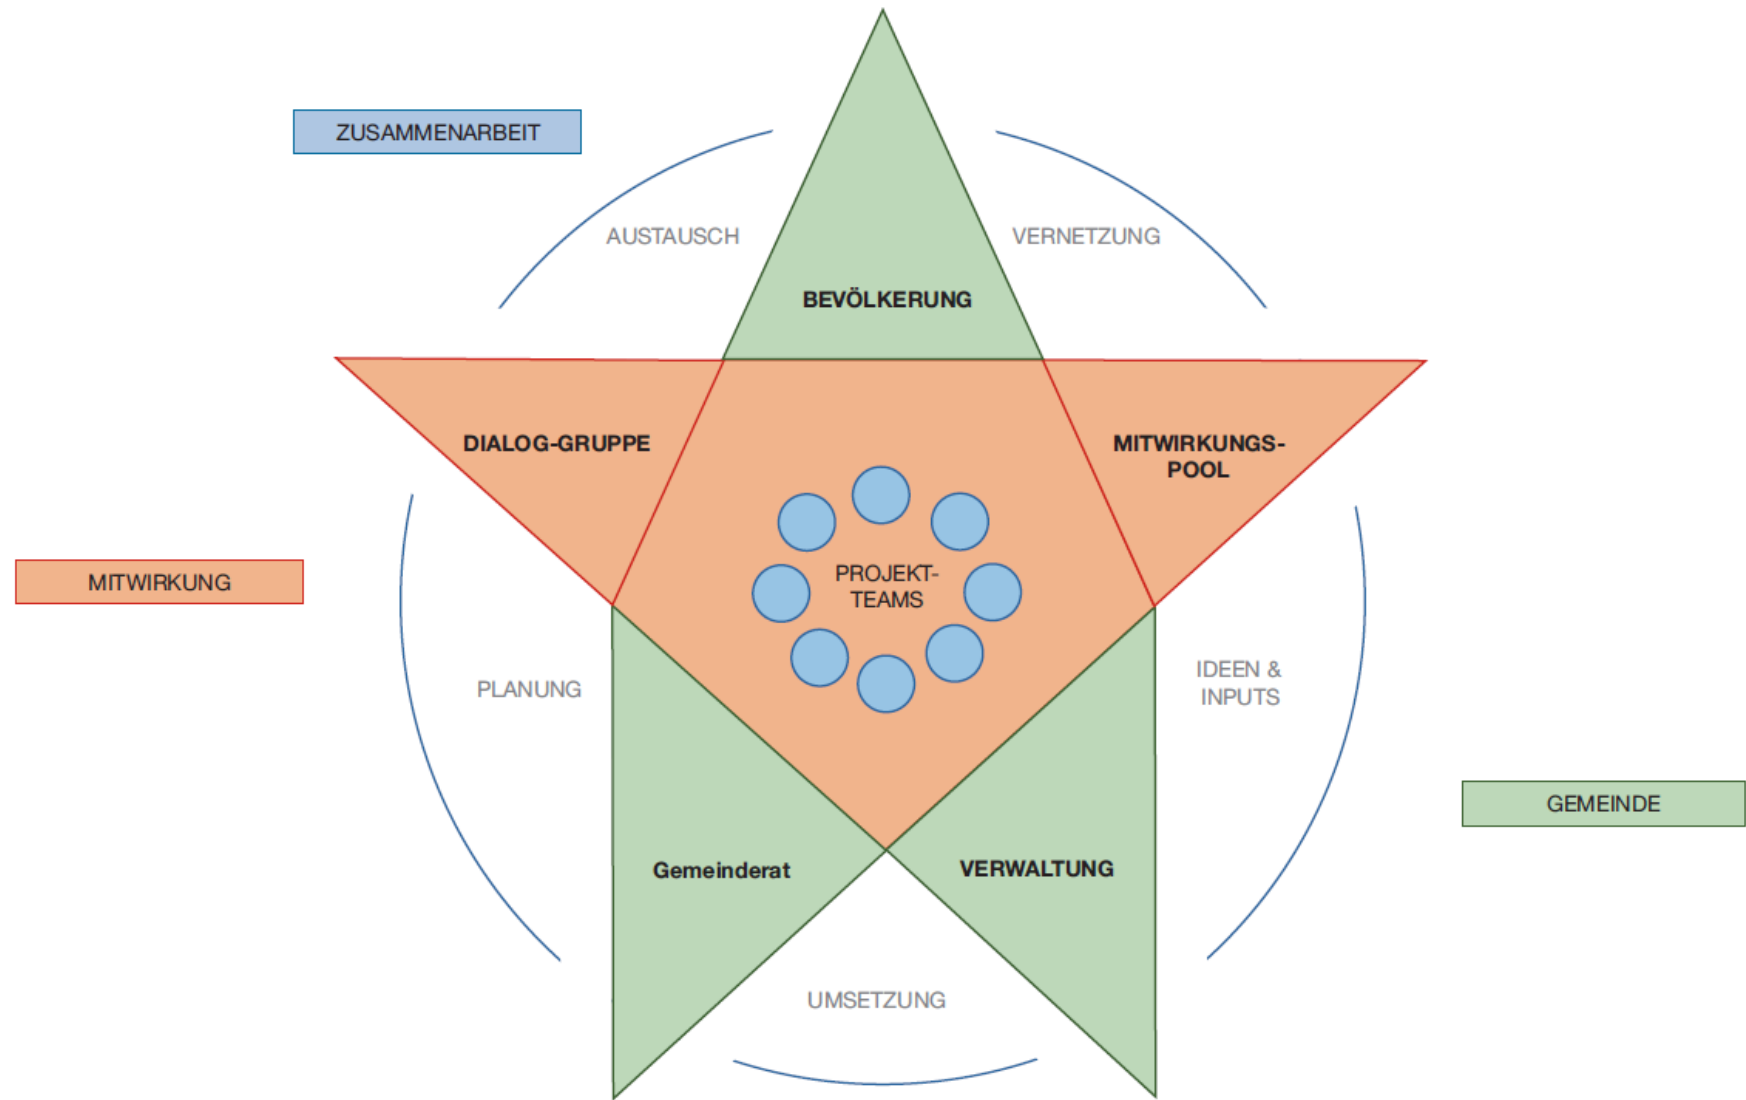 ZUSAMMENARBEIT
AUSTAUSCH
VERNETZUNG
BEVÖLKERUNG
DIALOG-GRUPPE
MITWIRKUNGS-
POOL
MITWIRKUNG
PROJEKT-
TEAMS
PLANUNG
IDEEN &
INPUTS
GEMEINDE
Gemeinderat
VERWALTUNG
UMSETZUNG